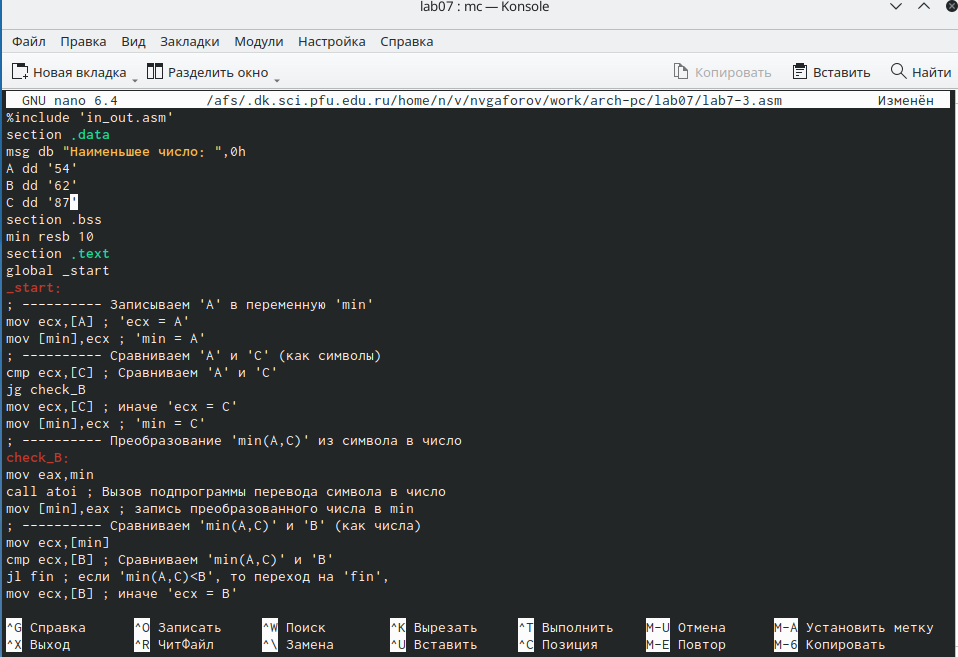 lab07 : mc — Konsole
Файл Правка Вид Закладки Модули Настройка Справка
Новая вкладка Разделить окно Копировать Вставить Найти
GNU nano 6.4 /afs/.dk.sci.pfu.edu.ru/home/n/v/nvgaforov/work/arch-pc/lab07/lab7-3.asm Изменён
%include 'in_out.asm'
section .data
msg db "Наименьшее число: ",0h
A dd '54'
B dd '62'
C dd '87'
section .bss
min resb 10
section .text
global _start
_start:
; ---------- Записываем 'A' в переменную 'min'
mov ecx,[A] ; 'ecx = A'
mov [min],ecx ; 'min = A'
; ---------- Сравниваем 'A' и 'С' (как символы)
cmp ecx,[C] ; Сравниваем 'A' и 'С'
jg check_B
mov ecx,[C] ; иначе 'ecx = C'
mov [min],ecx ; 'min = C'
; ---------- Преобразование 'min(A,C)' из символа в число
check_B:
mov eax,min
call atoi ; Вызов подпрограммы перевода символа в число
mov [min],eax ; запись преобразованного числа в min
; ---------- Сравниваем 'min(A,C)' и 'B' (как числа)
mov ecx,[min]
cmp ecx,[B] ; Сравниваем 'min(A,C)' и 'B'
jl fin ; если 'min(A,C)<B', то переход на 'fin',
mov ecx,[B] ; иначе 'ecx = B'
^G Справка ^O Записать ^W Поиск ^K Вырезать ^T Выполнить M-U Отмена M-A Установить метку
^X Выход ^R ЧитФайл ^\ Замена ^U Вставить ^C Позиция M-E Повтор M-6 Копировать